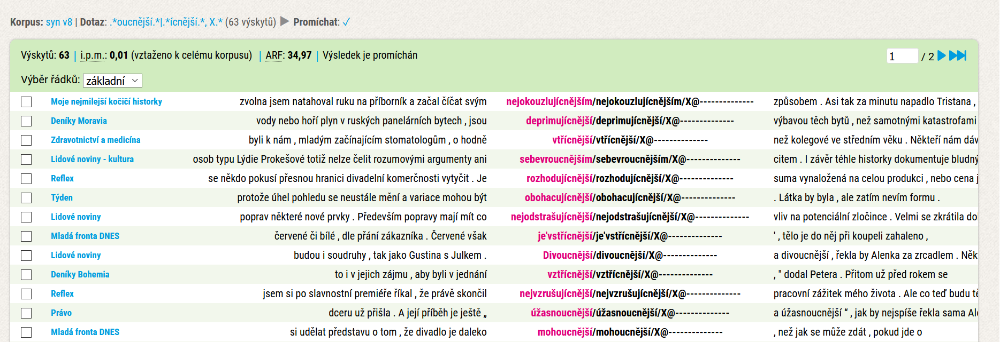 Korpus: syn v8 | Dotaz: .*oucnější.*|.*ícnější.*, X.* (63 výskytů) ▶ Promíchat: ✓
Výskytů: 63 | i.p.m.: 0,01 (vztaženo k celému korpusu) | ARF: 34,97 | Výsledek je promíchán 1 / 2
Výběr řádků: základní
Moje nejmilejší kočičí historky zvolna jsem natahoval ruku na příborník a začal číčat svým nejokouzlujícnějším/nejokouzlujícnějším/X@-------------- způsobem . Asi tak za minutu napadlo Tristana ,
Deníky Moravia vody nebo hoří plyn v ruských panelárních bytech , jsou deprimujícnější/deprimujícnější/X@-------------- výbavou těch bytů , než samotnými katastrofami
Zdravotnictví a medicína byli k nám , mladým začínajícím stomatologům , o hodně vtřícnější/vtřícnější/X@-------------- než kolegové ve středním věku . Někteří nám dáv
Lidové noviny - kultura osob typu Lýdie Prokešové totiž nelze čelit rozumovými argumenty ani sebevroucnějším/sebevroucnějším/X@-------------- citem . I závěr téhle historky dokumentuje bludný
Reflex se někdo pokusí přesnou hranici divadelní komerčnosti vytyčit . Je rozhodujícnější/rozhodujícnější/X@-------------- suma vynaložená na celou produkci , nebo cena j
Týden protože úhel pohledu se neustále mění a variace mohou být obohacujícnější/obohacujícnější/X@-------------- . Látka by byla , ale zatím nevím formu .
Lidové noviny poprav některé nové prvky . Především popravy mají mít co nejodstrašujícnější/nejodstrašujícnější/X@-------------- vliv na potenciální zločince . Velmi se zkrátila do
Mladá fronta DNES červené či bílé , dle přání zákazníka . Červené však je'vstřícnější/je'vstřícnější/X@-------------- ' , tělo je do něj při koupeli zahaleno ,
Lidové noviny budou i soudruhy , tak jako Gustina s Julkem . Divoucnější/divoucnější/X@-------------- a divoucnější , řekla by Alenka za zrcadlem . Něk
Deníky Bohemia to i v jejich zájmu , aby byli v jednání vztřícnější/vztřícnější/X@-------------- , " dodal Petera . Přitom už před rokem se
Reflex jsem si po slavnostní premiéře říkal , že právě skončil nejvzrušujícnější/nejvzrušujícnější/X@-------------- pracovní zážitek mého života . Ale co teď budu tě
Právo dceru už přišla . A její příběh je ještě „ úžasnoucnější/úžasnoucnější/X@-------------- a úžasnoucnější “ , jak by nejspíše řekla sama Al
Mladá fronta DNES si udělat představu o tom , že divadlo je daleko mohoucnější/mohoucnější/X@-------------- , než jak se může zdát , pokud jde o